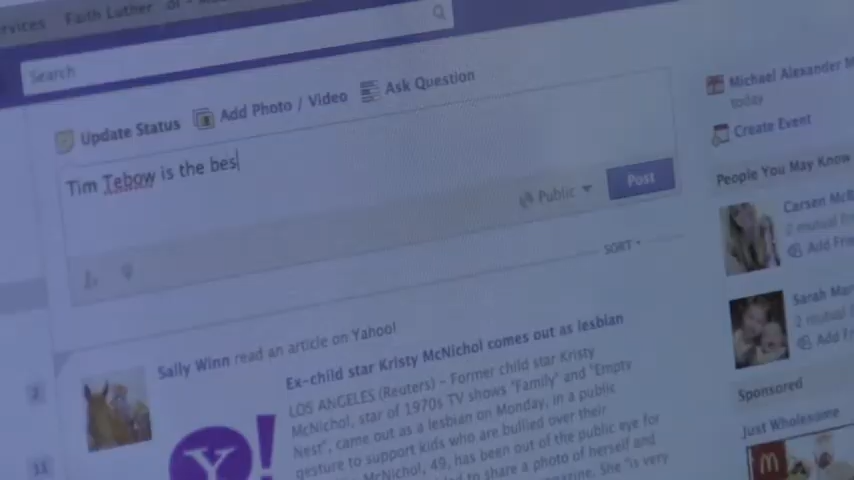 Faith Luther
Search
Update Status
Add Photo / Video
Ask Question
Tim Tebow is the bes
Public
Post
SORT
Sally Winn read an article on Yahoo!
Ex-child star Kristy McNichol comes out as lesbian
LOS ANGELES (Reuters) - Former child star Kristy
McNichol, star of 1970s TV shows "Family" and "Empty
Nest", came out as a lesbian on Monday, in a public
gesture to support kids who are bullied over their
McNichol, 49, has been out of the public eye for
to share a photo of herself and
She "is very
Y!
2
11
Michael Alexander M
today
Create Event
People You May Know
Carsen McB
2 mutual
Add Frie
Sarah Mar
2 mutual
Add Fri
Sponsored
Just Wholesome